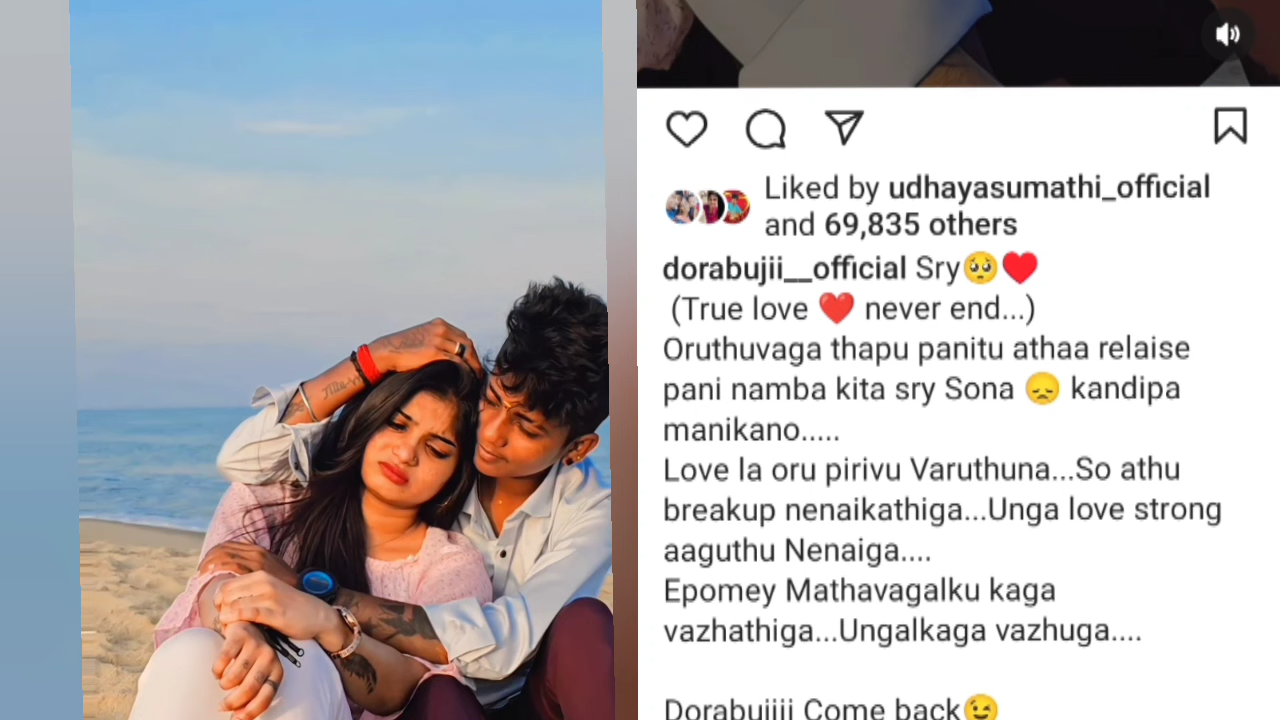 Liked by udhayasumathi_official
and 69,835 others
dorabujii__official Sry🥺♥️
(True love ❤️ never end...)
Oruthuvaga thapu panitu athaa relaise
pani namba kita sry Sona 😞 kandipa
manikano.....
Love la oru pirivu Varuthuna...So athu
breakup nenaikathiga...Unga love strong
aaguthu Nenaiga....
Epomey Mathavagalku kaga
vazhathiga...Ungalkaga vazhuga....
Dorabujiji Come back😉